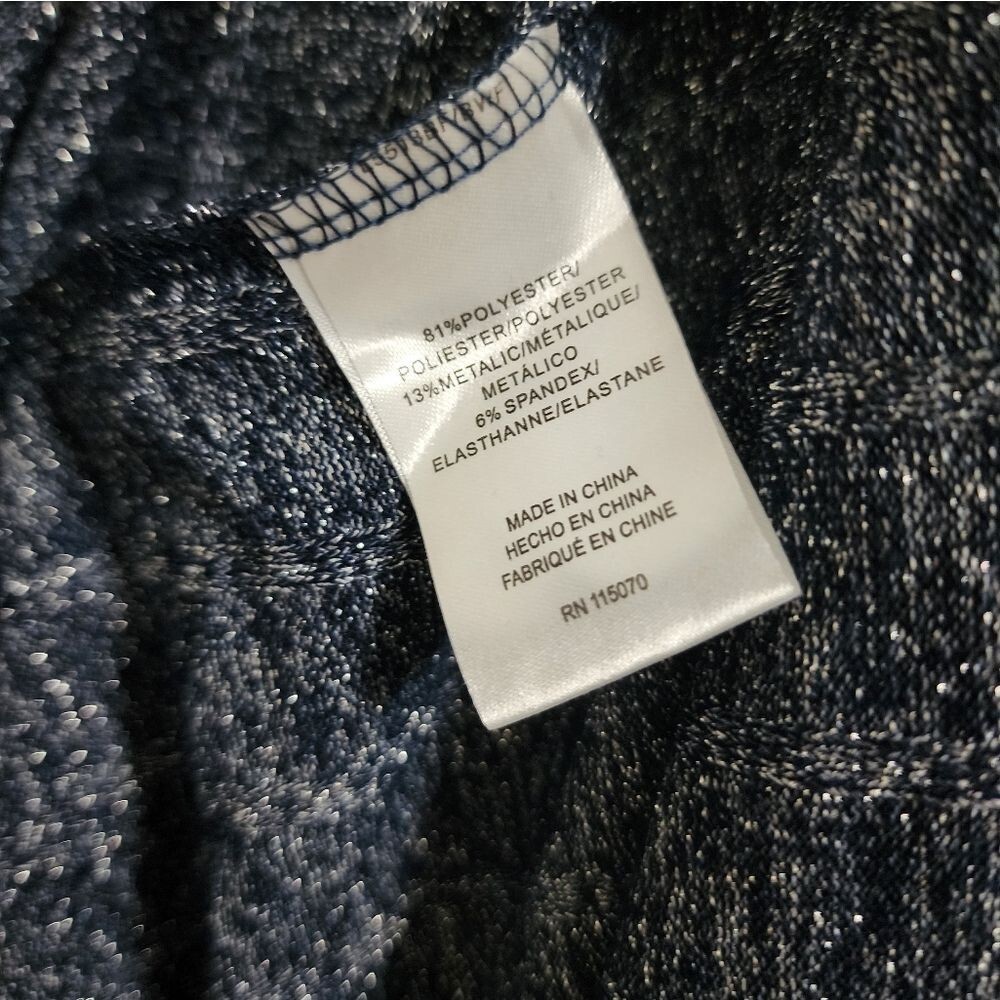 81%POLYESTER/
POLIESTER/POLYESTER
13%METALIC/MÉTALIQUE/
METÁLICO
6% SPANDEX/
ELASTHANNE/ELASTANE
MADE IN CHINA
HECHO EN CHINA
FABRIQUÉ EN CHINE
RN 115070